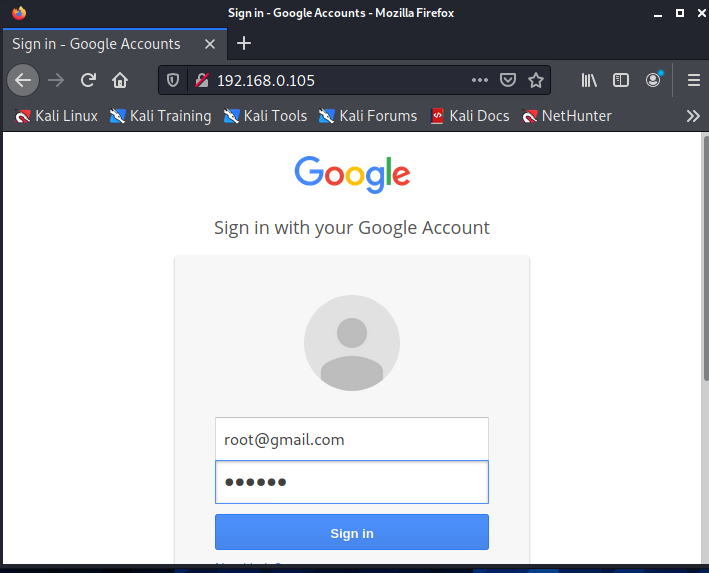 Sign in - Google Accounts - Mozilla Firefox
Sign in - Google Accounts
192.168.0.105
Kali Linux Kali Training Kali Tools Kali Forums Kali Docs NetHunter
Google
Sign in with your Google Account
root@gmail.com
••••••
Sign in